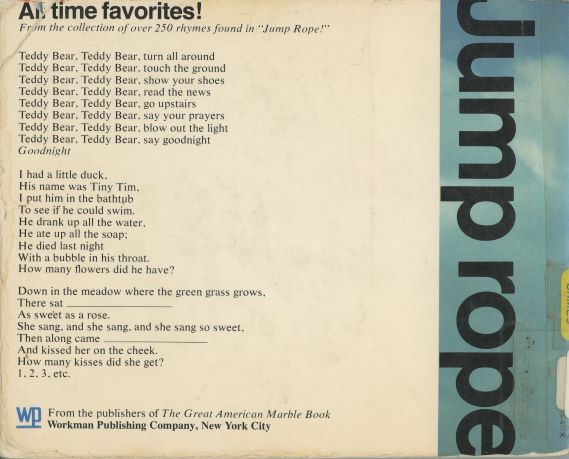 All time favorites!
From the collection of over 250 rhymes found in "Jump Rope!"
Teddy Bear, Teddy Bear, turn all around
Teddy Bear, Teddy Bear, touch the ground
Teddy Bear, Teddy Bear, show your shoes
Teddy Bear, Teddy Bear, read the news
Teddy Bear, Teddy Bear, go upstairs
Teddy Bear, Teddy Bear, say your prayers
Teddy Bear, Teddy Bear, blow out the light
Teddy Bear, Teddy Bear, say goodnight
Goodnight
I had a little duck,
His name was Tiny Tim,
I put him in the bathtub
To see if he could swim.
He drank up all the water,
He ate up all the soap;
He died last night
With a bubble in his throat.
How many flowers did he have?
Down in the meadow where the green grass grows,
There sat
As sweet as a rose.
She sang, and she sang, and she sang so sweet,
Then along came
And kissed her on the cheek.
How many kisses did she get?
1, 2, 3, etc.
wp From the publishers of The Great American Marble Book
Workman Publishing Company, New York City
Jump rope